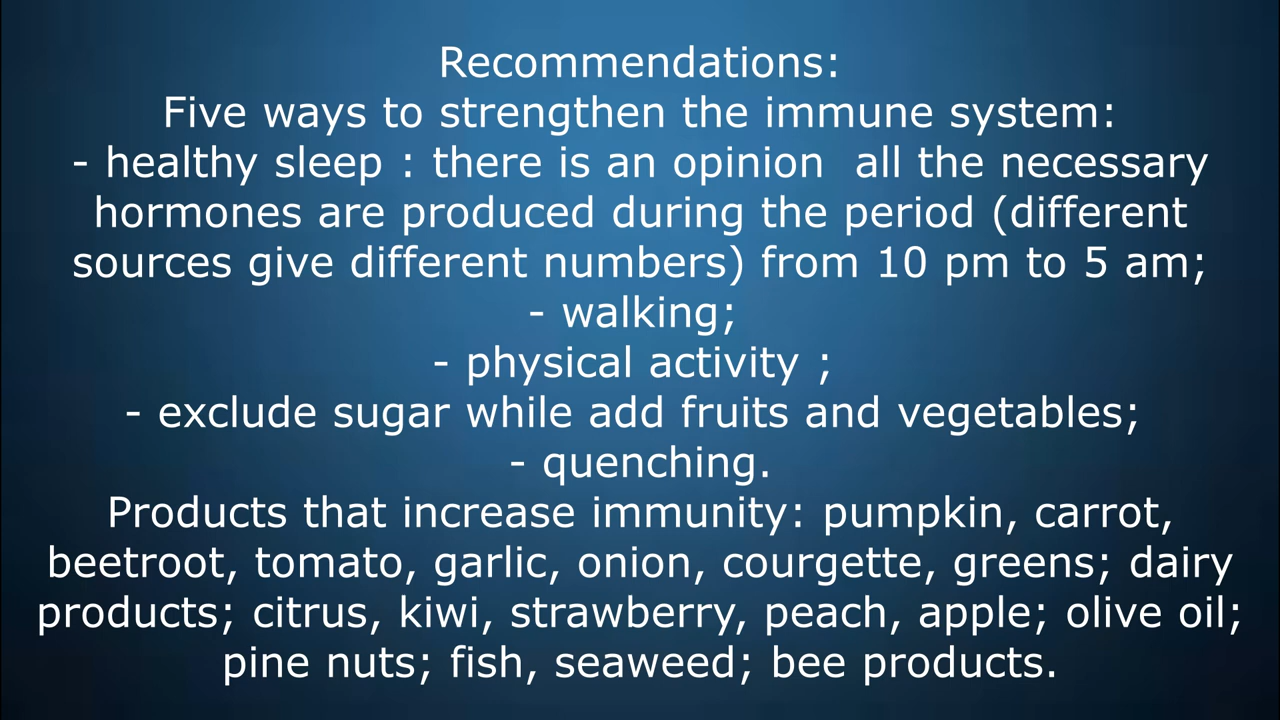 Recommendations:
Five ways to strengthen the immune system:
- healthy sleep : there is an opinion  all the necessary
hormones are produced during the period (different
sources give different numbers) from 10 pm to 5 am;
- walking;
- physical activity ;
- exclude sugar while add fruits and vegetables;
- quenching.
Products that increase immunity: pumpkin, carrot,
beetroot, tomato, garlic, onion, courgette, greens; dairy
products; citrus, kiwi, strawberry, peach, apple; olive oil;
pine nuts; fish, seaweed; bee products.